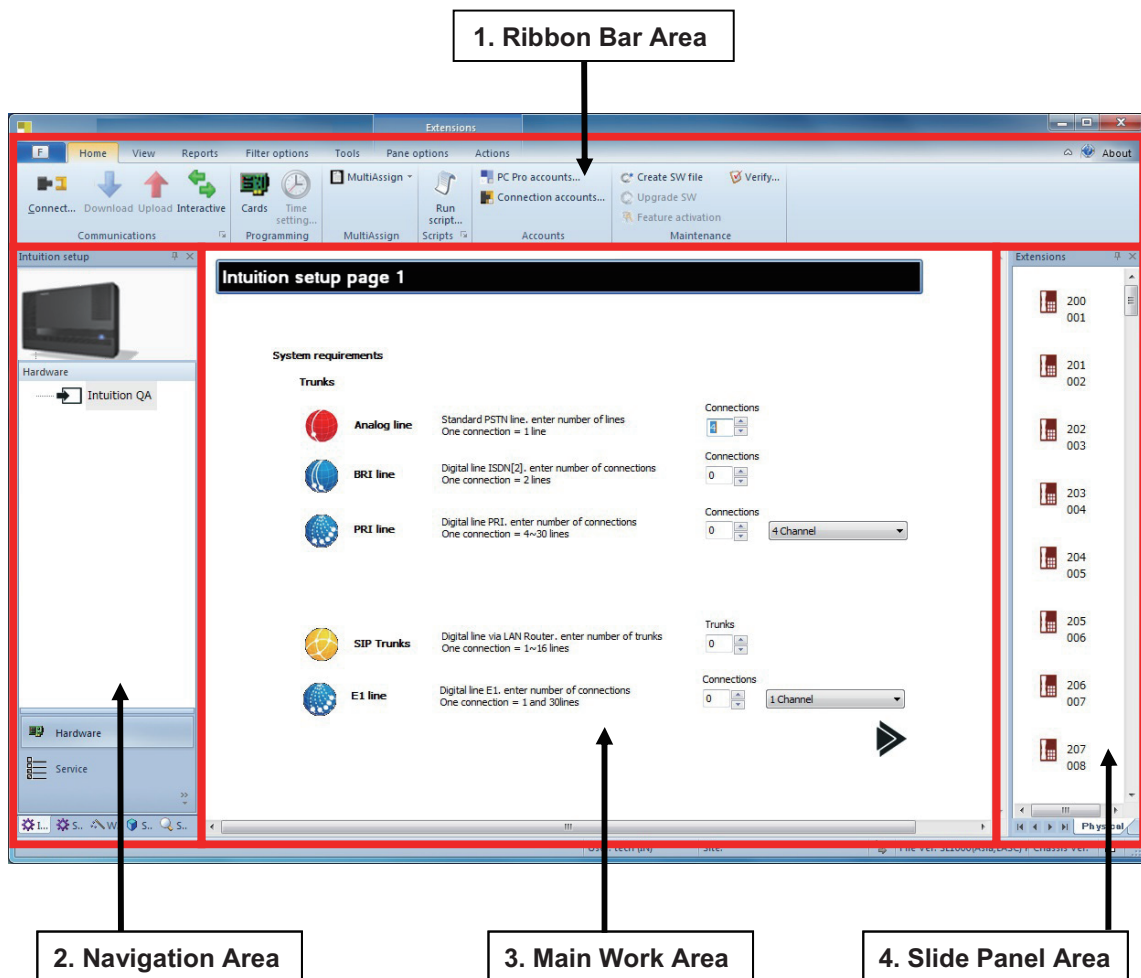 1. Ribbon Bar Area
Extensions
F Home View Reports Filter options Tools Pane options Actions About
Connect... Download Upload Interactive Cards Time setting... MultiAssign Run script... PC Pro accounts... Create SW file Verify...
Connection accounts... Upgrade SW
Feature activation
Communications Programming MultiAssign Scripts Accounts Maintenance
Intuition setup
Hardware
Intuition QA
Hardware
Service
I... S.. W S.. S..
Intuition setup page 1
System requirements
Trunks
Analog line
Standard PSTN line. enter number of lines
One connection = 1 line
Connections
4
BRI line
Digital line ISDN[2]. enter number of connections
One connection = 2 lines
Connections
0
PRI line
Digital line PRI. enter number of connections
One connection = 4~30 lines
Connections
0 4 Channel
SIP Trunks
Digital line via LAN Router. enter number of trunks
One connection = 1~16 lines
Trunks
0
E1 line
Digital line E1. enter number of connections
One connection = 1 and 30lines
Connections
0 1 Channel
Extensions
200
001
201
002
202
003
203
004
204
005
205
006
206
007
207
008
Physical
2. Navigation Area
3. Main Work Area
4. Slide Panel Area